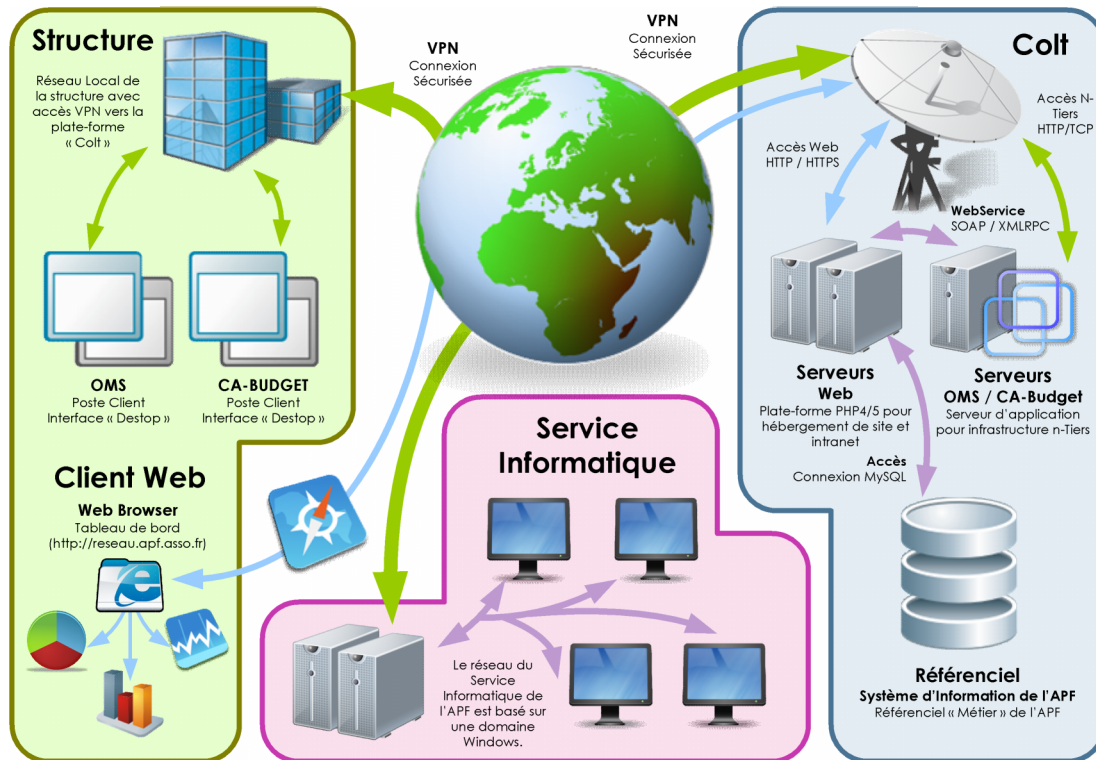 Structure
Réseau Local de
la structure avec
accès VPN vers la
plate-forme
« Colt »
OMS
Poste Client
Interface « Destop »
CA-BUDGET
Poste Client
Interface « Destop »
Client Web
Web Browser
Tableau de bord
(http://reseau.apf.asso.fr)
VPN
Connexion
Sécurisée
VPN
Connexion
Sécurisée
Service
Informatique
Le réseau du
Service
Informatique de
l'APF est basé sur
une domaine
Windows.
Colt
Accès N-
Tiers
HTTP/TCP
Accès Web
HTTP / HTTPS
WebService
SOAP / XMLRPC
Serveurs
Web
Plate-forme PHP4/5 pour
hébergement de site et
intranet
Serveurs
OMS / CA-Budget
Serveur d'application
pour infrastructure n-Tiers
Accès
Connexion MySQL
Référenciel
Système d'Information de l'APF
Référenciel « Métier » de l'APF